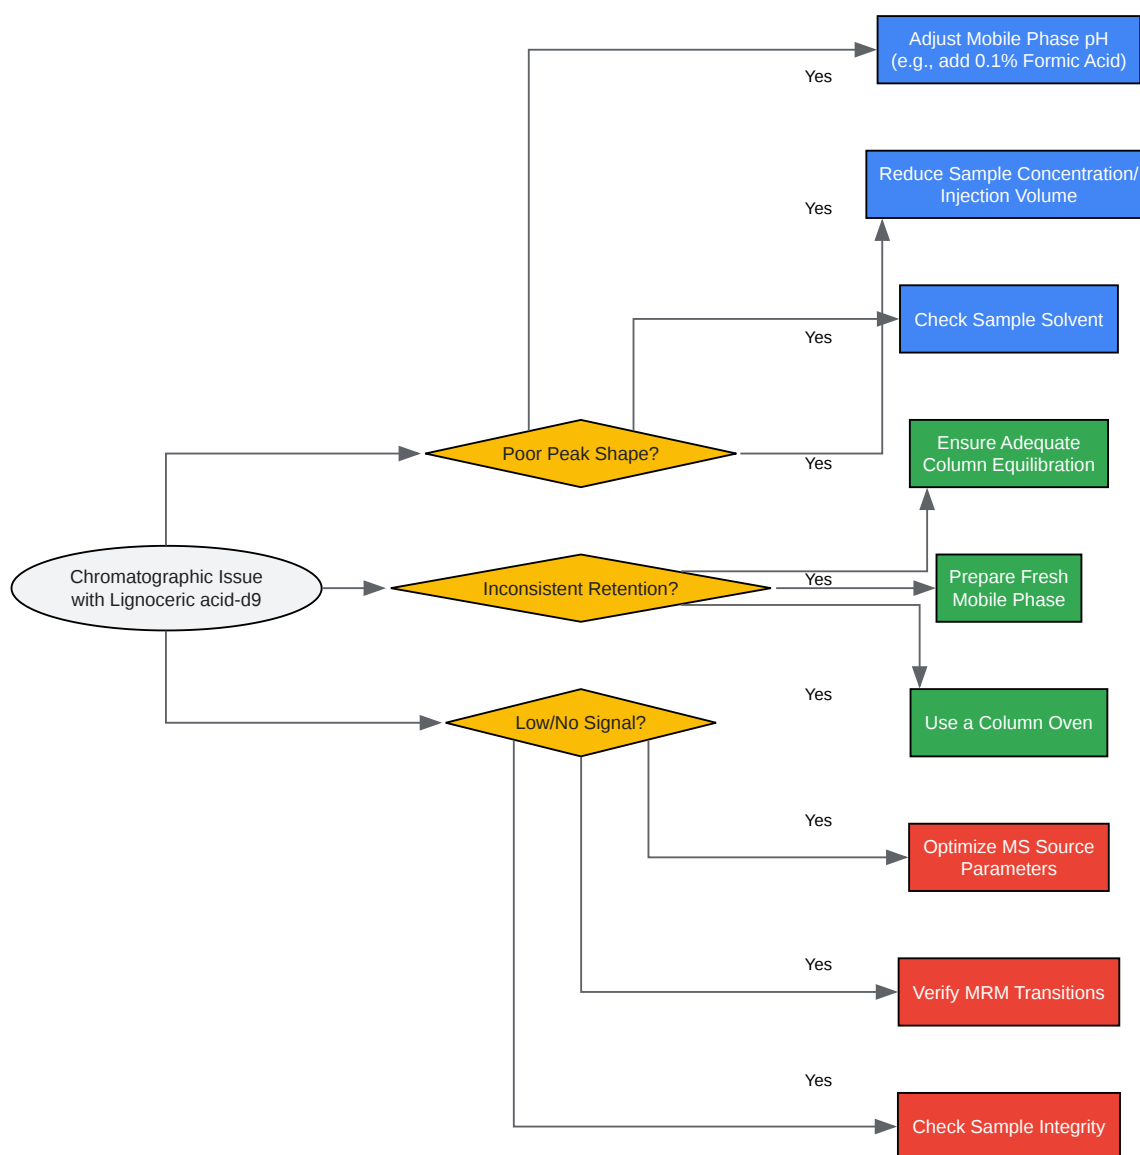 Adjust Mobile Phase pH
(e.g., add 0.1% Formic Acid)
Yes
Reduce Sample Concentration/
Injection Volume
Yes
Check Sample Solvent
Yes
Poor Peak Shape?
Yes
Ensure Adequate
Column Equilibration
Chromatographic Issue
with Lignoceric acid-d9
Inconsistent Retention?
Yes
Prepare Fresh
Mobile Phase
Yes
Low/No Signal?
Use a Column Oven
Yes
Optimize MS Source
Parameters
Yes
Verify MRM Transitions
Yes
Check Sample Integrity